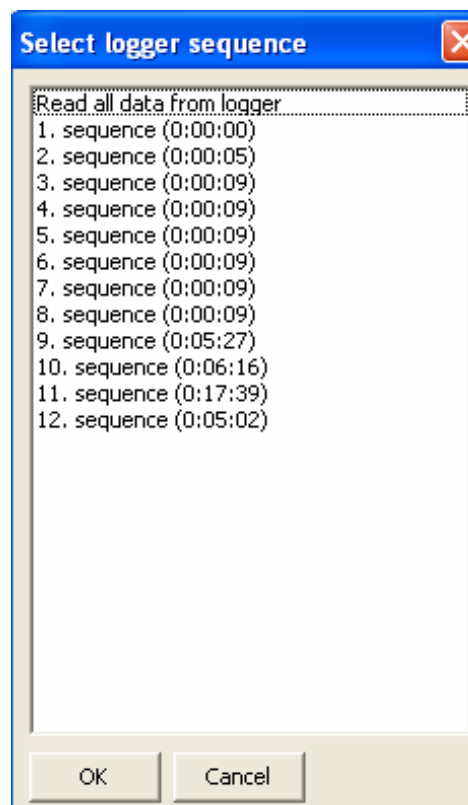 Select logger sequence
Read all data from logger
1. sequence (0:00:00)
2. sequence (0:00:05)
3. sequence (0:00:09)
4. sequence (0:00:09)
5. sequence (0:00:09)
6. sequence (0:00:09)
7. sequence (0:00:09)
8. sequence (0:00:09)
9. sequence (0:05:27)
10. sequence (0:06:16)
11. sequence (0:17:39)
12. sequence (0:05:02)
OK Cancel